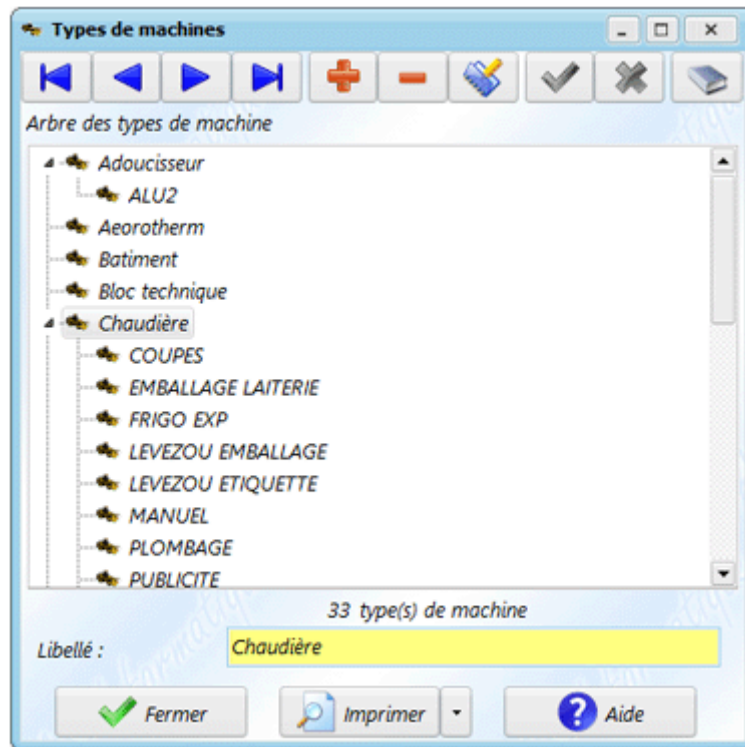 Types de machines
Arbre des types de machine
Adoucisseur
ALU2
Aeorotherm
Batiment
Bloc technique
Chaudière
COUPES
EMBALLAGE LAITERIE
FRIGO EXP
LEVEZOU EMBALLAGE
LEVEZOU ETIQUETTE
MANUEL
PLOMBAGE
PUBLICITE
33 type(s) de machine
Libellé : Chaudière
Fermer Imprimer Aide